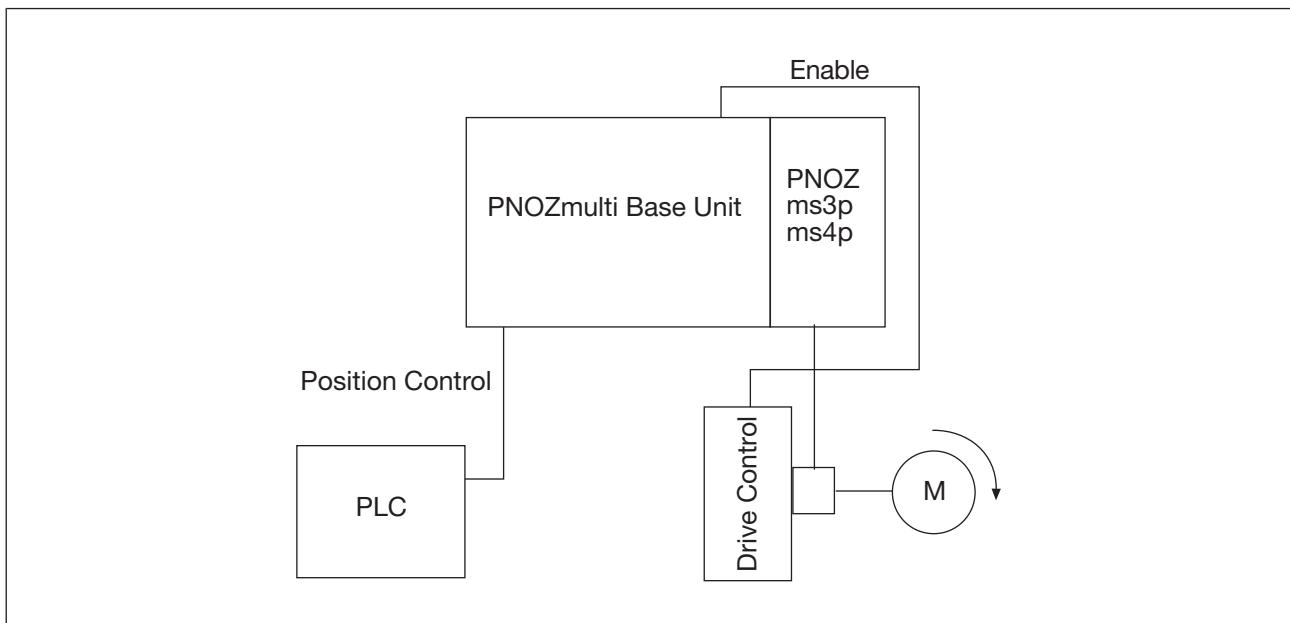 Enable
PNOZmulti Base Unit
PNOZ
ms3p
ms4p
Position Control
PLC
Drive Control
M